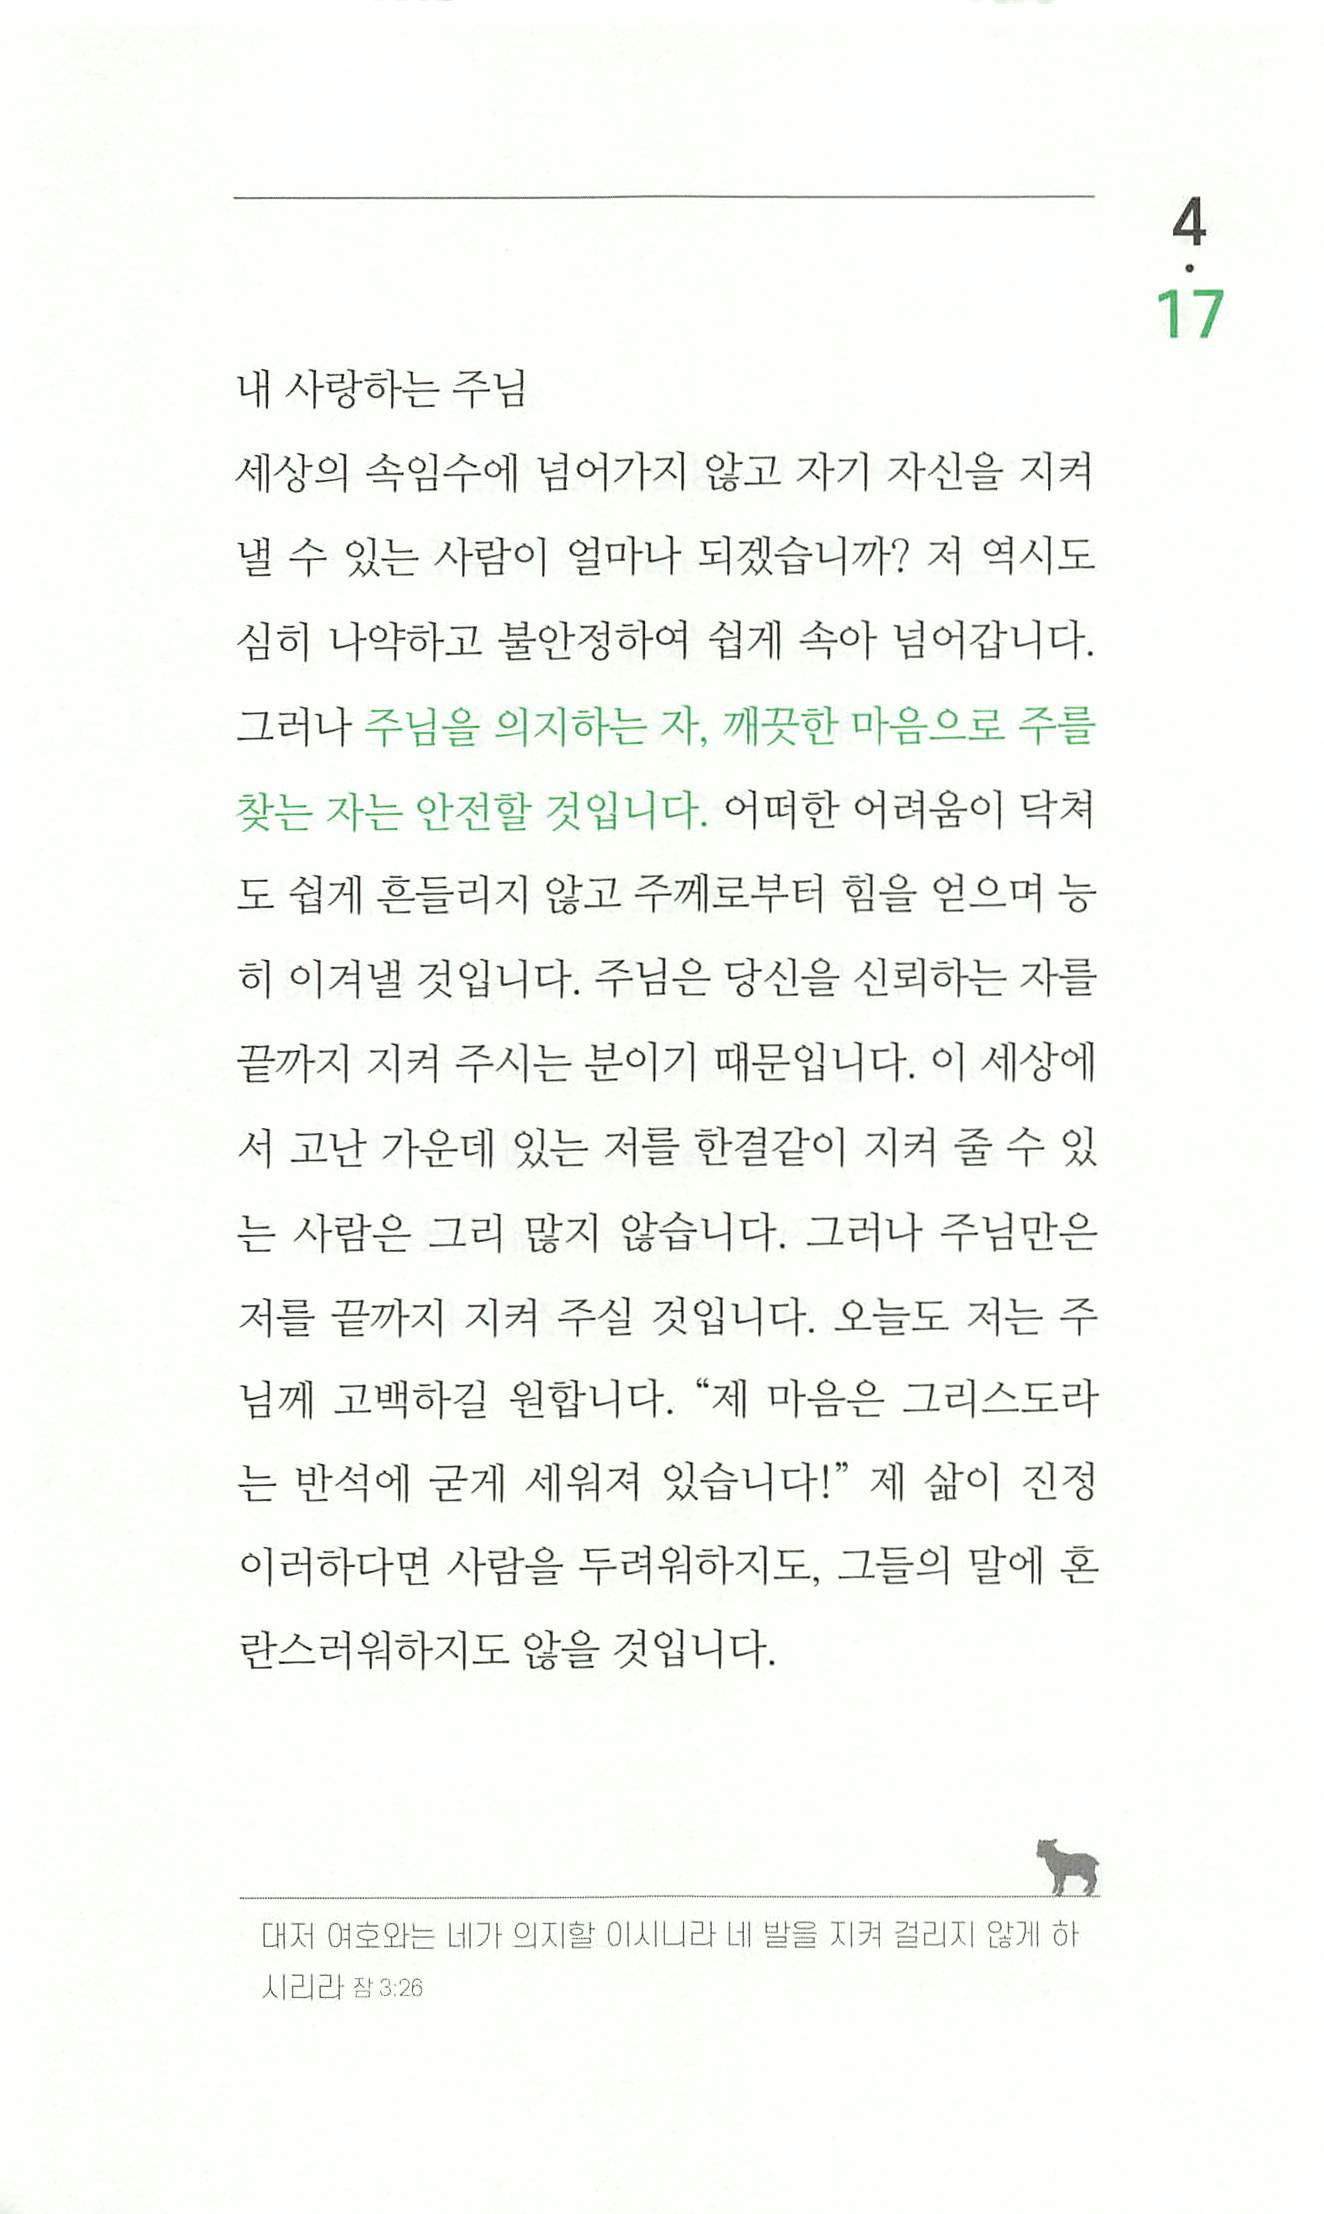 4
·
17
내 사랑하는 주님
세상의 속임수에 넘어가지 않고 자기 자신을 지켜
낼 수 있는 사람이 얼마나 되겠습니까? 저 역시도
심히 나약하고 불안정하여 쉽게 속아 넘어갑니다.
그러나 주님을 의지하는 자, 깨끗한 마음으로 주를
찾는 자는 안전할 것입니다. 어떠한 어려움이 닥쳐
도 쉽게 흔들리지 않고 주께로부터 힘을 얻으며 능
히 이겨낼 것입니다. 주님은 당신을 신뢰하는 자를
끝까지 지켜 주시는 분이기 때문입니다. 이 세상에
서 고난 가운데 있는 저를 한결같이 지켜 줄 수 있
는 사람은 그리 많지 않습니다. 그러나 주님만은
저를 끝까지 지켜 주실 것입니다. 오늘도 저는 주
님께 고백하길 원합니다. “제 마음은 그리스도라
는 반석에 굳게 세워져 있습니다!” 제 삶이 진정
이러하다면 사람을 두려워하지도, 그들의 말에 혼
란스러워하지도 않을 것입니다.
대저 여호와는 네가 의지할 이시니라 네 발을 지켜 걸리지 않게 하
시리라 잠 3:26